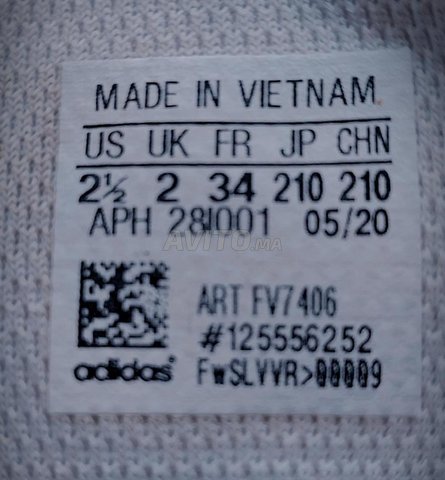 MADE IN VIETNAM
US UK FR JP CHN
2½ 2 34 210 210
APH 28I001 05/20
AVITO.ma
ART FV7406
#125556252
adidas FwSLVVR>00009